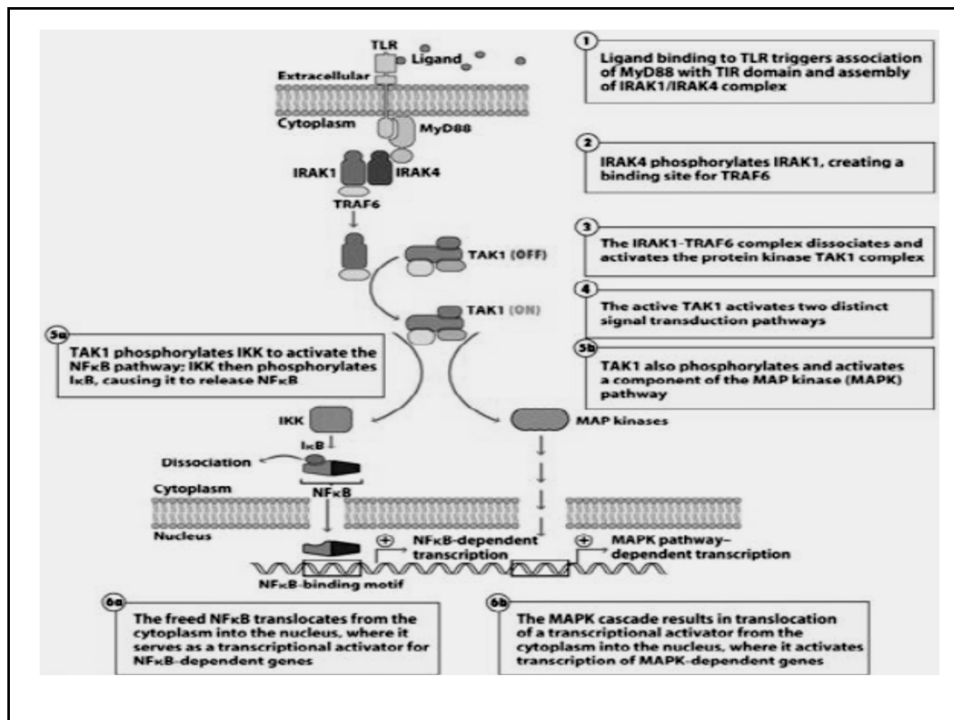 TLR
Ligand
Extracellular
Cytoplasm
MyD88
IRAK1
IRAK4
TRAF6
TAK1 (OFF)
TAK1 (ON)
1
Ligand binding to TLR triggers association
of MyD88 with TIR domain and assembly
of IRAK1/IRAK4 complex
2
IRAK4 phosphorylates IRAK1, creating a
binding site for TRAF6
3
The IRAK1-TRAF6 complex dissociates and
activates the protein kinase TAK1 complex
4
The active TAK1 activates two distinct
signal transduction pathways
5a
TAK1 phosphorylates IKK to activate the
NFκB pathway; IKK then phosphorylates
IκB, causing it to release NFκB
5b
TAK1 also phosphorylates and activates
a component of the MAP kinase (MAPK)
pathway
IKK
MAP kinases
IκB
Dissociation
NFκB
Cytoplasm
Nucleus
+
NFκB-dependent
transcription
+
MAPK pathway–
dependent transcription
NFκB-binding motif
6a
The freed NFκB translocates from the
cytoplasm into the nucleus, where it
serves as a transcriptional activator for
NFκB-dependent genes
6b
The MAPK cascade results in translocation
of a transcriptional activator from the
cytoplasm into the nucleus, where it activates
transcription of MAPK-dependent genes